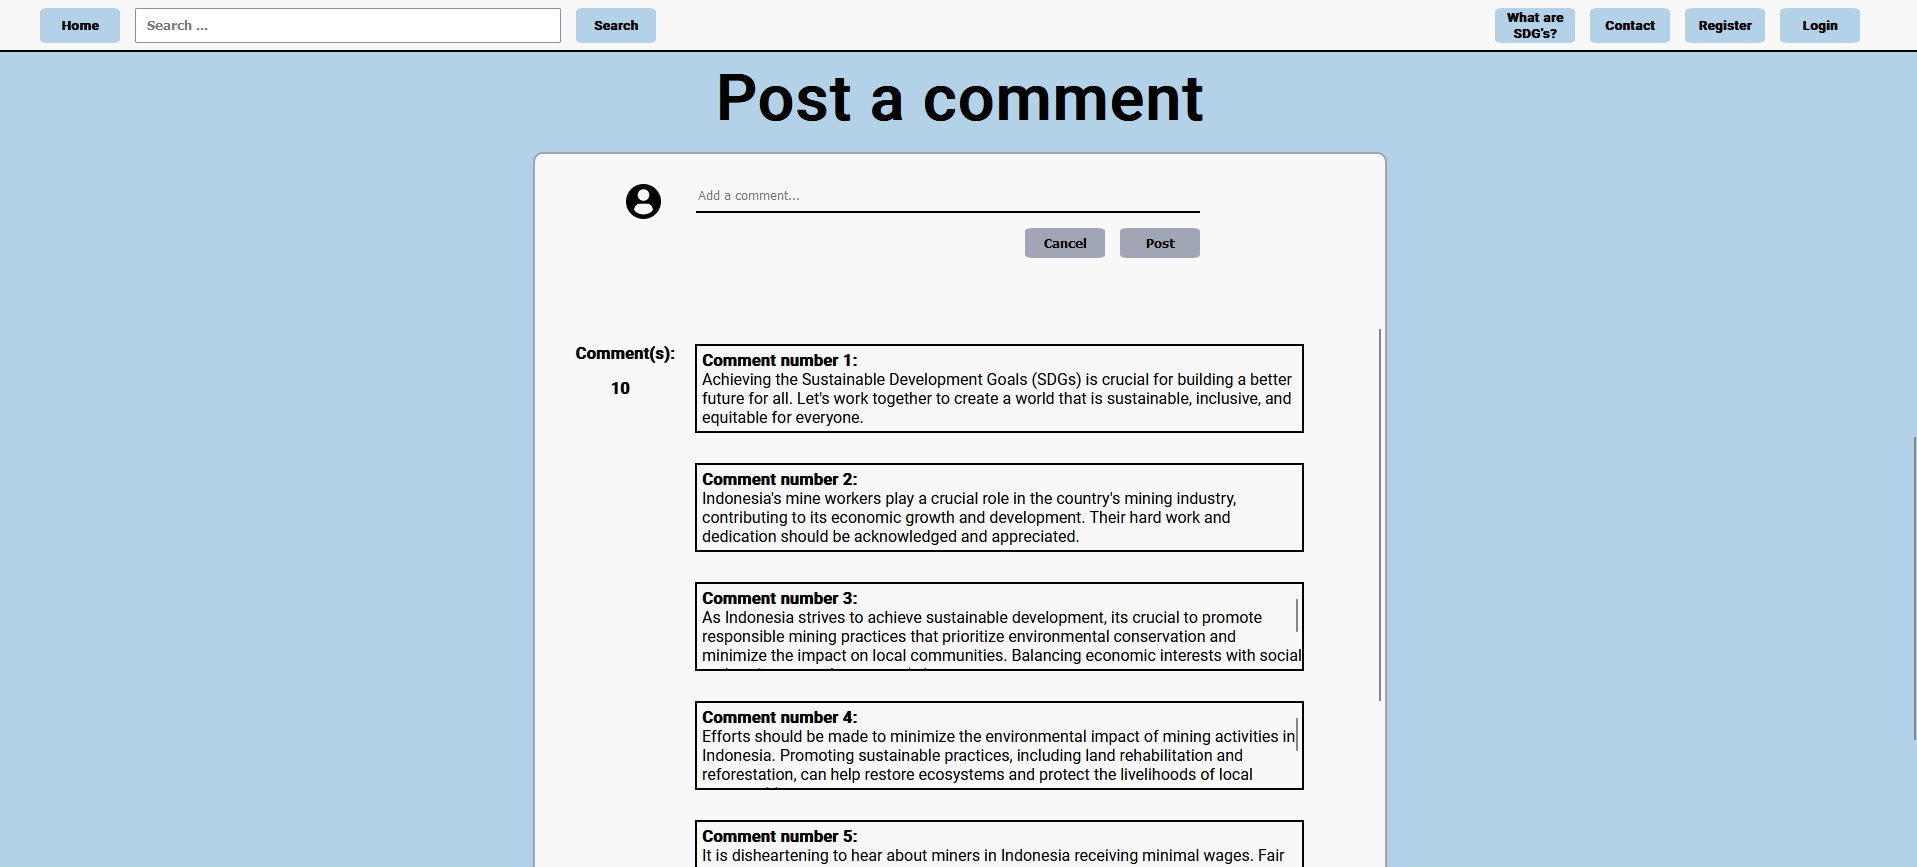 Home
Search ...
Search
What are
SDG's?
Contact
Register
Login
Post a comment
Add a comment...
Cancel
Post
Comment(s):
10
Comment number 1:
Achieving the Sustainable Development Goals (SDGs) is crucial for building a better
future for all. Let's work together to create a world that is sustainable, inclusive, and
equitable for everyone.
Comment number 2:
Indonesia's mine workers play a crucial role in the country's mining industry,
contributing to its economic growth and development. Their hard work and
dedication should be acknowledged and appreciated.
Comment number 3:
As Indonesia strives to achieve sustainable development, its crucial to promote
responsible mining practices that prioritize environmental conservation and
minimize the impact on local communities. Balancing economic interests with social
Comment number 4:
Efforts should be made to minimize the environmental impact of mining activities in
Indonesia. Promoting sustainable practices, including land rehabilitation and
reforestation, can help restore ecosystems and protect the livelihoods of local
Comment number 5:
It is disheartening to hear about miners in Indonesia receiving minimal wages. Fair